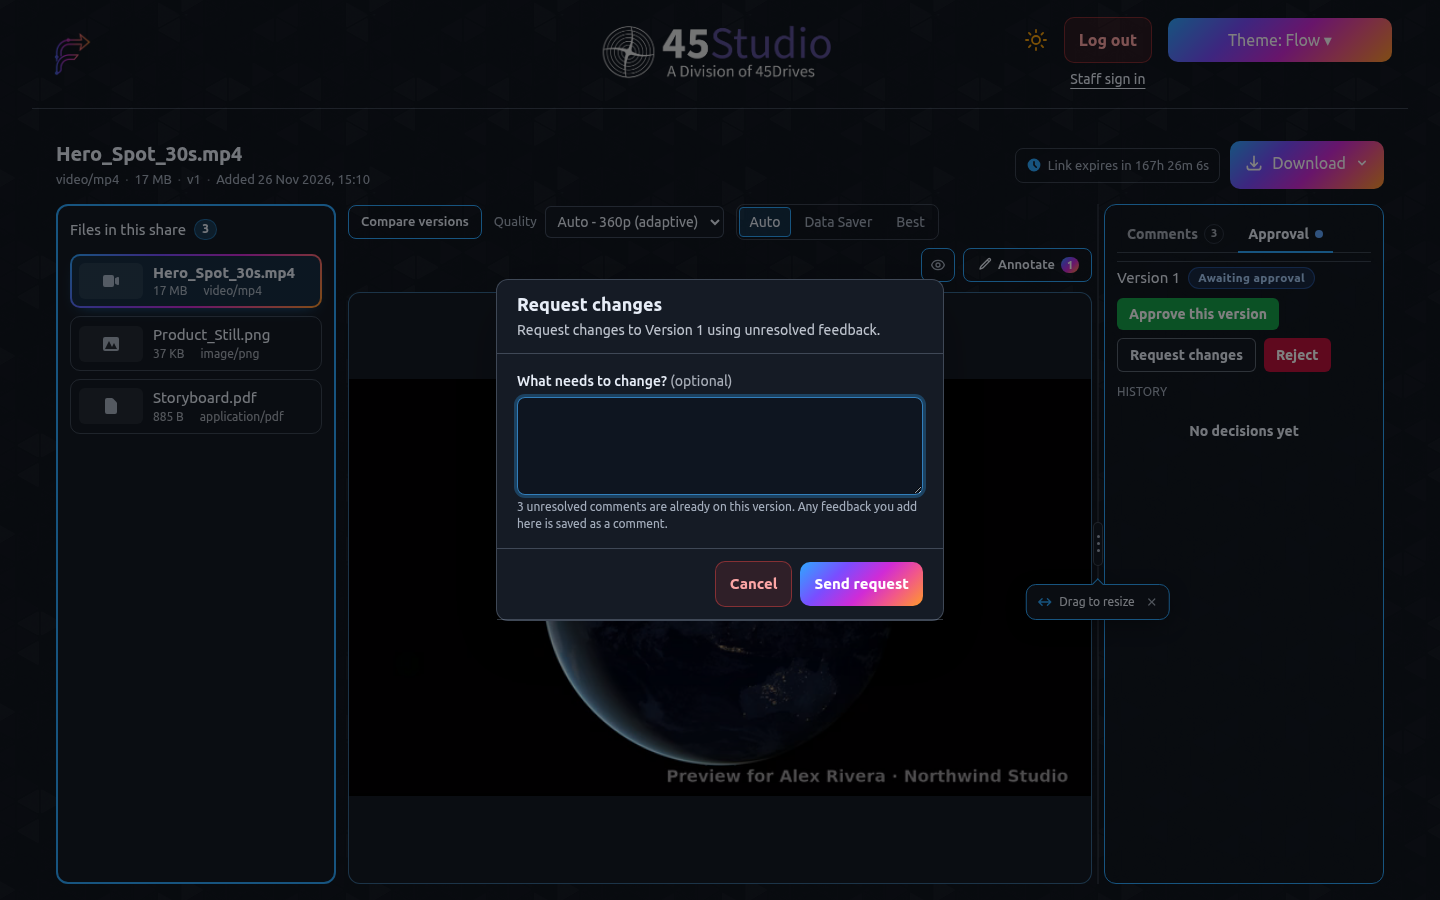 45Studio
A Division of 45Drives
Log out
Staff sign in
Theme: Flow ▾
Hero_Spot_30s.mp4
video/mp4 · 17 MB · v1 · Added 26 Nov 2026, 15:10
Link expires in 167h 26m 6s
Download
Files in this share 3
Hero_Spot_30s.mp4
17 MB video/mp4
Product_Still.png
37 KB image/png
Storyboard.pdf
885 B application/pdf
Compare versions
Quality
Auto - 360p (adaptive)
Auto
Data Saver
Best
Annotate 1
Request changes
Request changes to Version 1 using unresolved feedback.
What needs to change? (optional)
3 unresolved comments are already on this version. Any feedback you add
here is saved as a comment.
Cancel
Send request
Preview for Alex Rivera · Northwind Studio
Comments 3
Approval
Version 1 Awaiting approval
Approve this version
Request changes
Reject
HISTORY
No decisions yet
Drag to resize